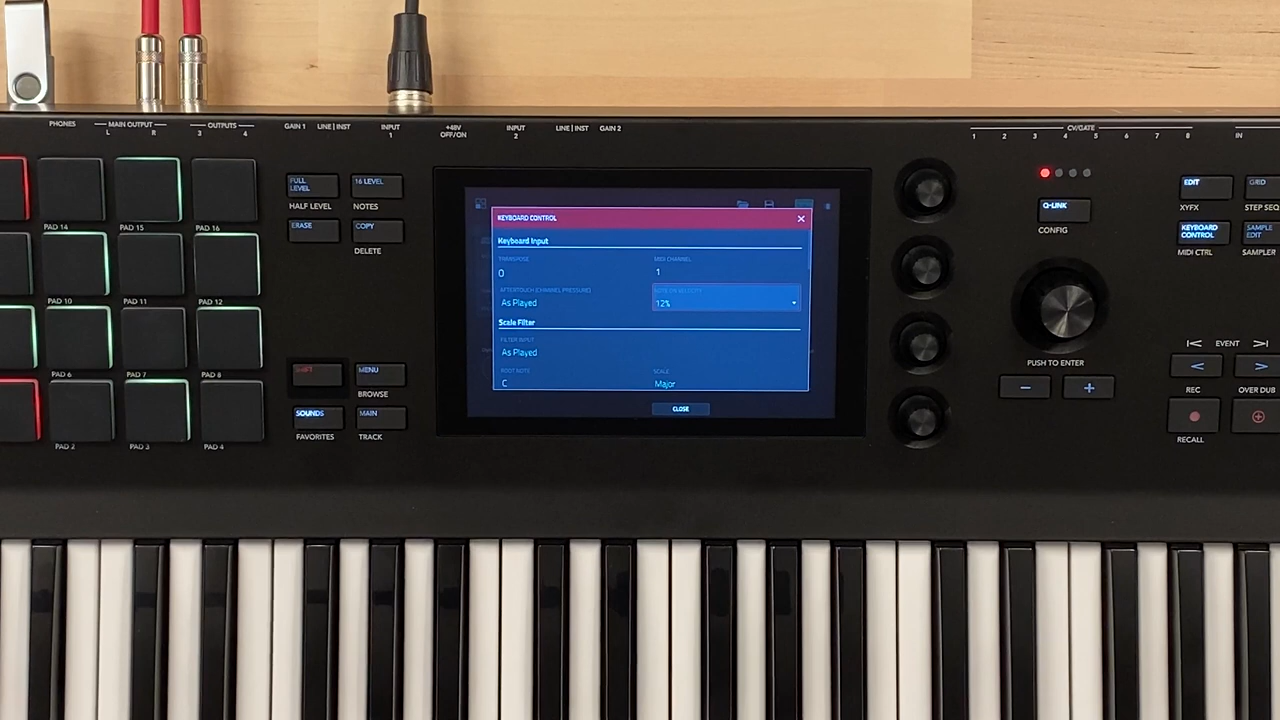 PHONES
MAIN OUTPUT
L R
OUTPUTS
3 4
GAIN 1
LINE | INST
INPUT
1
+48V
OFF/ON
INPUT
2
LINE | INST
GAIN 2
CV/GATE
1 2 3 4 5 6 7 8
IN
PAD 14
PAD 15
PAD 16
PAD 10
PAD 11
PAD 12
PAD 6
PAD 7
PAD 8
PAD 2
PAD 3
PAD 4
FULL
LEVEL
HALF LEVEL
16 LEVEL
NOTES
ERASE
COPY
DELETE
SHIFT
MENU
BROWSE
SOUNDS
FAVORITES
MAIN
TRACK
KEYBOARD CONTROL
Keyboard Input
TRANSPOSE
0
MIDI CHANNEL
1
AFTERTOUCH (CHANNEL PRESSURE)
As Played
NOTE ON VELOCITY
12%
Scale Filter
FILTER INPUT
As Played
ROOT NOTE
C
SCALE
Major
CLOSE
Q-LINK
CONFIG
PUSH TO ENTER
− +
EDIT
XYFX
GRID
STEP SEQ
KEYBOARD
CONTROL
MIDI CTRL
SAMPLE
EDIT
SAMPLER
EVENT
< >
REC
RECALL
OVER DUB